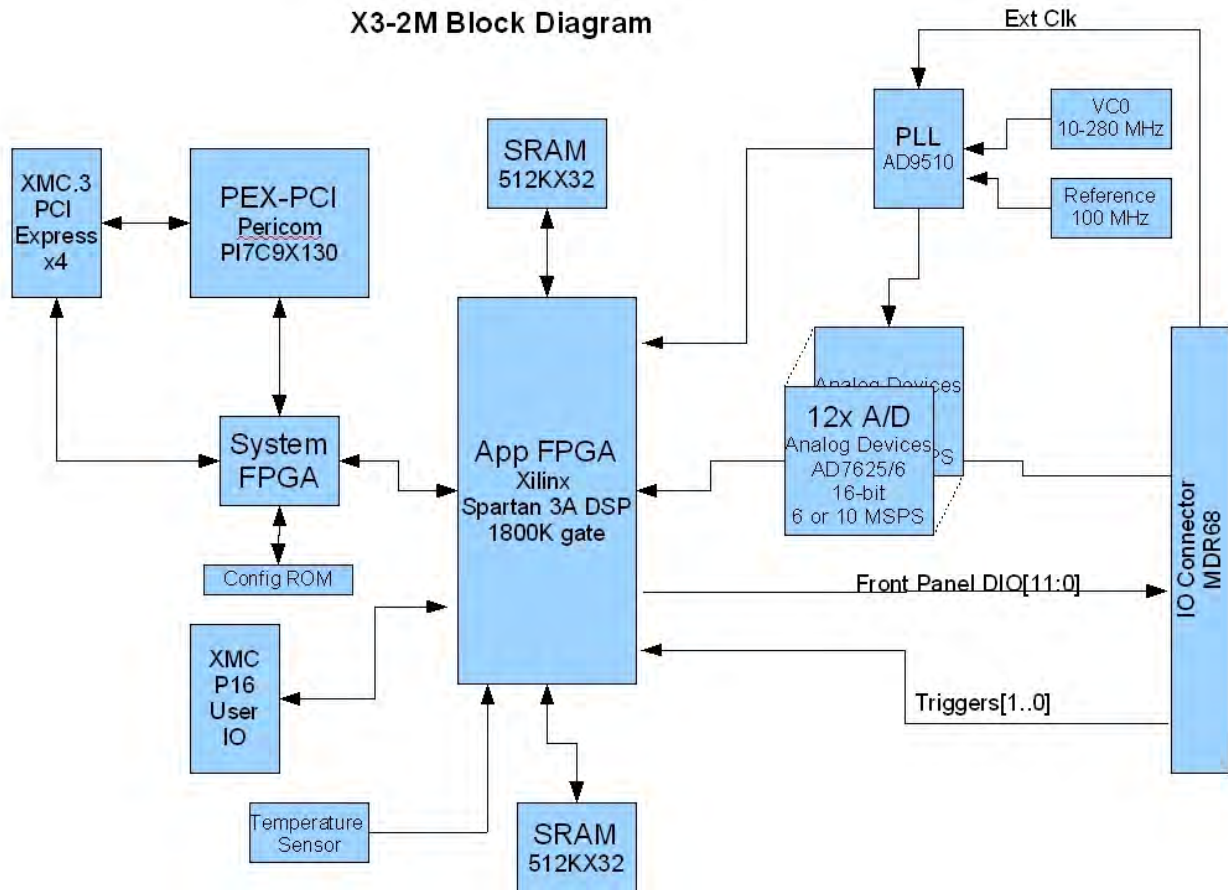 X3-2M Block Diagram
Ext Clk
XMC.3
PCI
Express
x4
PEX-PCI
Pericom
PI7C9X130
SRAM
512KX32
PLL
AD9510
VC0
10-280 MHz
Reference
100 MHz
System
FPGA
Config ROM
App FPGA
Xilinx
Spartan 3A DSP
1800K gate
Analog Devices
12x A/D
Analog Devices
AD7625/6
16-bit
6 or 10 MSPS
IO Connector
MDR68
Front Panel DIO[11:0]
Triggers[1..0]
XMC
P16
User
IO
Temperature
Sensor
SRAM
512KX32